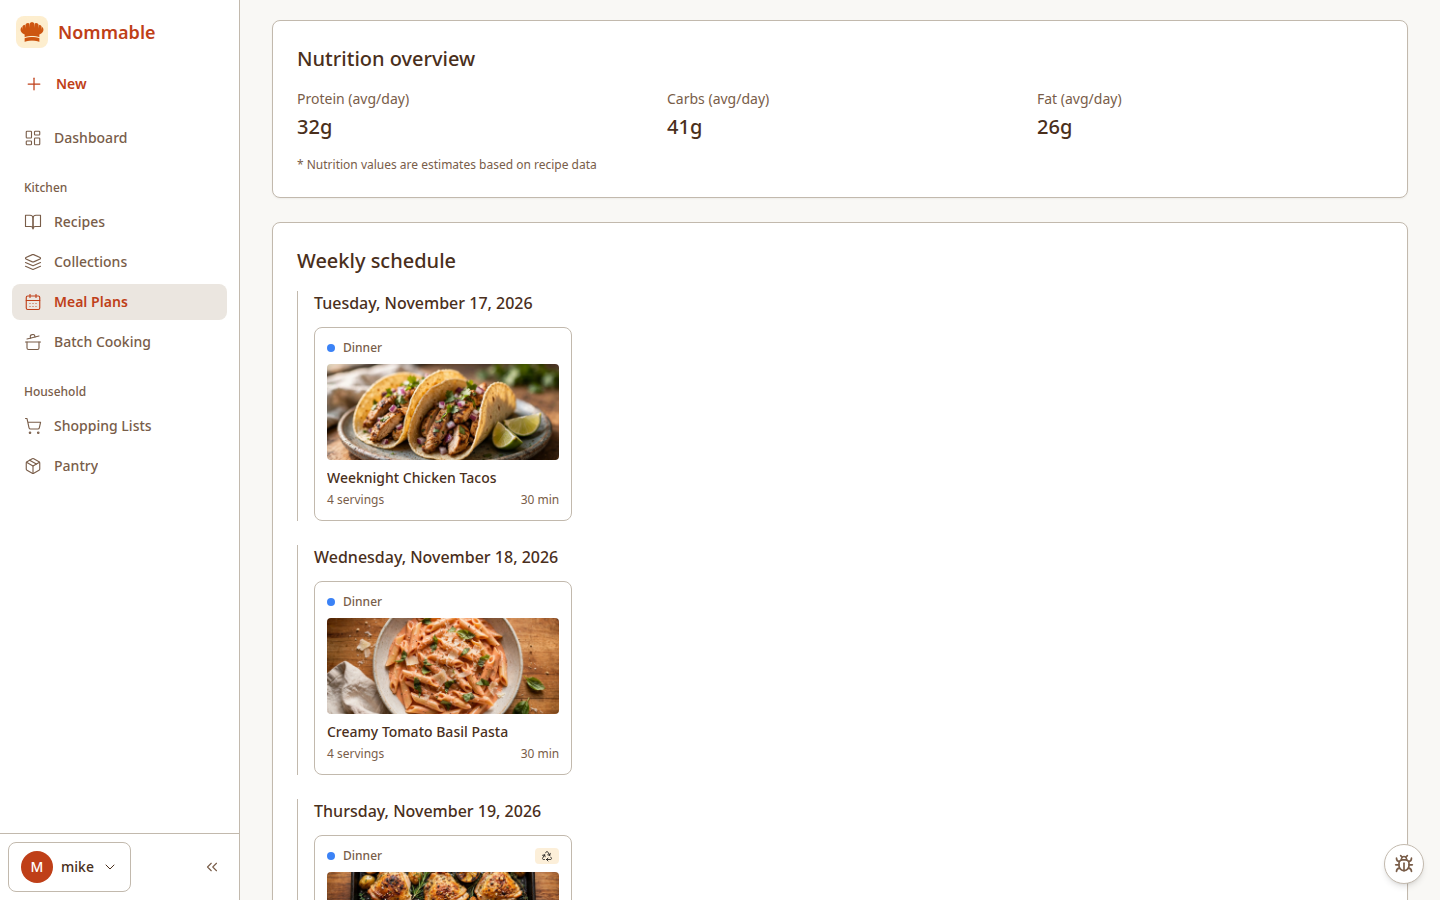 Nommable
New
Dashboard
Kitchen
Recipes
Collections
Meal Plans
Batch Cooking
Household
Shopping Lists
Pantry
M
mike
Nutrition overview
Protein (avg/day)
32g
Carbs (avg/day)
41g
Fat (avg/day)
26g
* Nutrition values are estimates based on recipe data
Weekly schedule
Tuesday, November 17, 2026
Dinner
Weeknight Chicken Tacos
4 servings
30 min
Wednesday, November 18, 2026
Dinner
Creamy Tomato Basil Pasta
4 servings
30 min
Thursday, November 19, 2026
Dinner